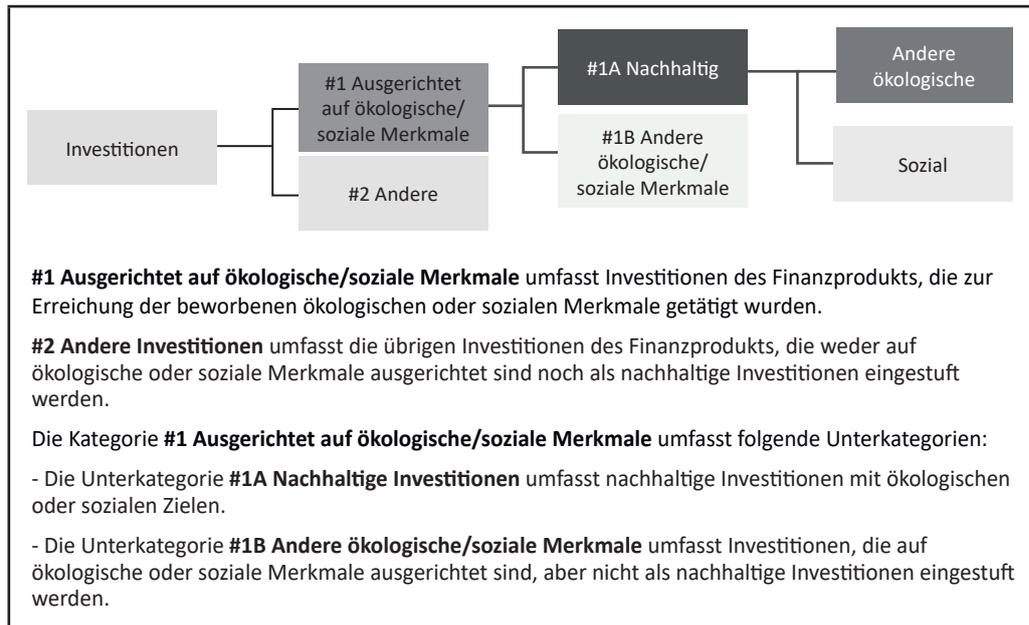 Investitionen
#1 Ausgerichtet
auf ökologische/
soziale Merkmale
#2 Andere
#1A Nachhaltig
#1B Andere
ökologische/
soziale Merkmale
Andere
ökologische
Sozial
#1 Ausgerichtet auf ökologische/soziale Merkmale umfasst Investitionen des Finanzprodukts, die zur
Erreichung der beworbenen ökologischen oder sozialen Merkmale getätigt wurden.
#2 Andere Investitionen umfasst die übrigen Investitionen des Finanzprodukts, die weder auf
ökologische oder soziale Merkmale ausgerichtet sind noch als nachhaltige Investitionen eingestuft
werden.
Die Kategorie #1 Ausgerichtet auf ökologische/soziale Merkmale umfasst folgende Unterkategorien:
- Die Unterkategorie #1A Nachhaltige Investitionen umfasst nachhaltige Investitionen mit ökologischen
oder sozialen Zielen.
- Die Unterkategorie #1B Andere ökologische/soziale Merkmale umfasst Investitionen, die auf
ökologische oder soziale Merkmale ausgerichtet sind, aber nicht als nachhaltige Investitionen eingestuft
werden.